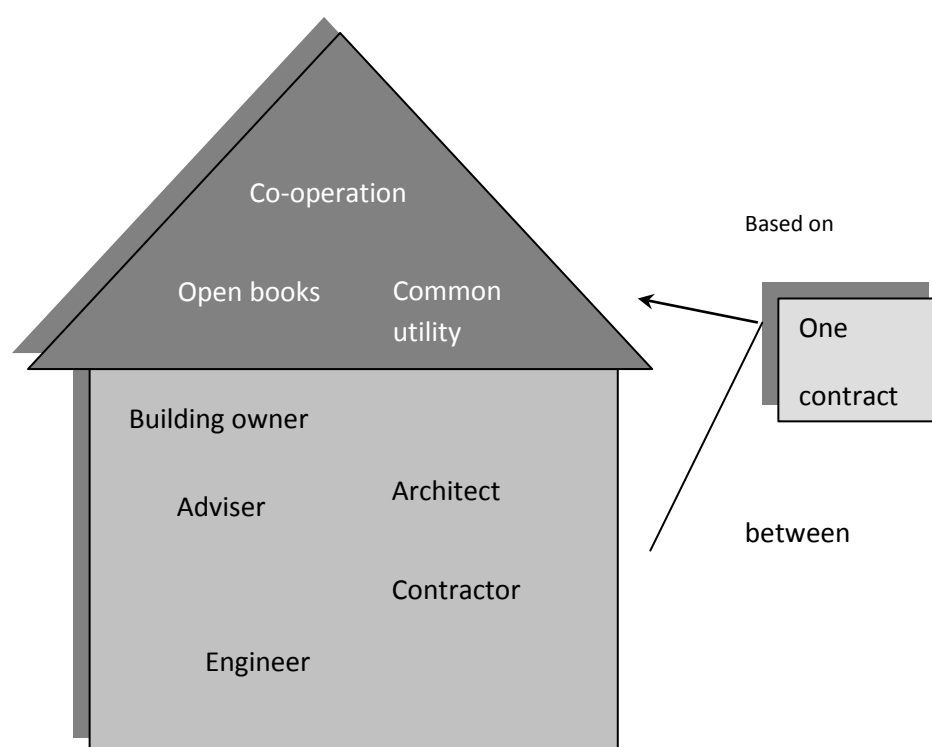 Co-operation
Based on
Open books
Common
utility
One
contract
Building owner
Architect
Adviser
between
Contractor
Engineer